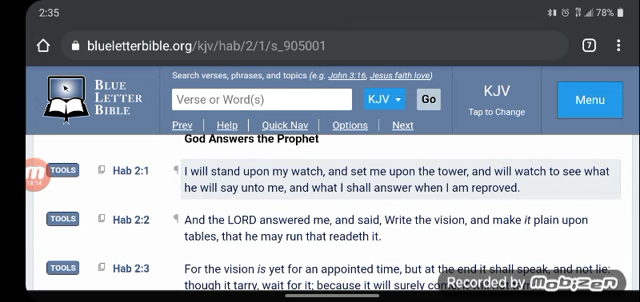 2:35
78%
blueletterbible.org/kjv/hab/2/1/s_905001
7
BLUE
LETTER
BIBLE
Search verses, phrases, and topics (e.g. John 3:16, Jesus faith love)
Verse or Word(s)
KJV
Go
Prev | Help | Quick Nav | Options | Next
KJV
Tap to Change
Menu
God Answers the Prophet
TOOLS Hab 2:1 ¶ I will stand upon my watch, and set me upon the tower, and will watch to see what
he will say unto me, and what I shall answer when I am reproved.
18:14
TOOLS Hab 2:2 ¶ And the LORD answered me, and said, Write the vision, and make it plain upon
tables, that he may run that readeth it.
TOOLS Hab 2:3 For the vision is yet for an appointed time, but at the end it shall speak, and not lie:
though it tarry, wait for it; because it will surely
Recorded by mobizen